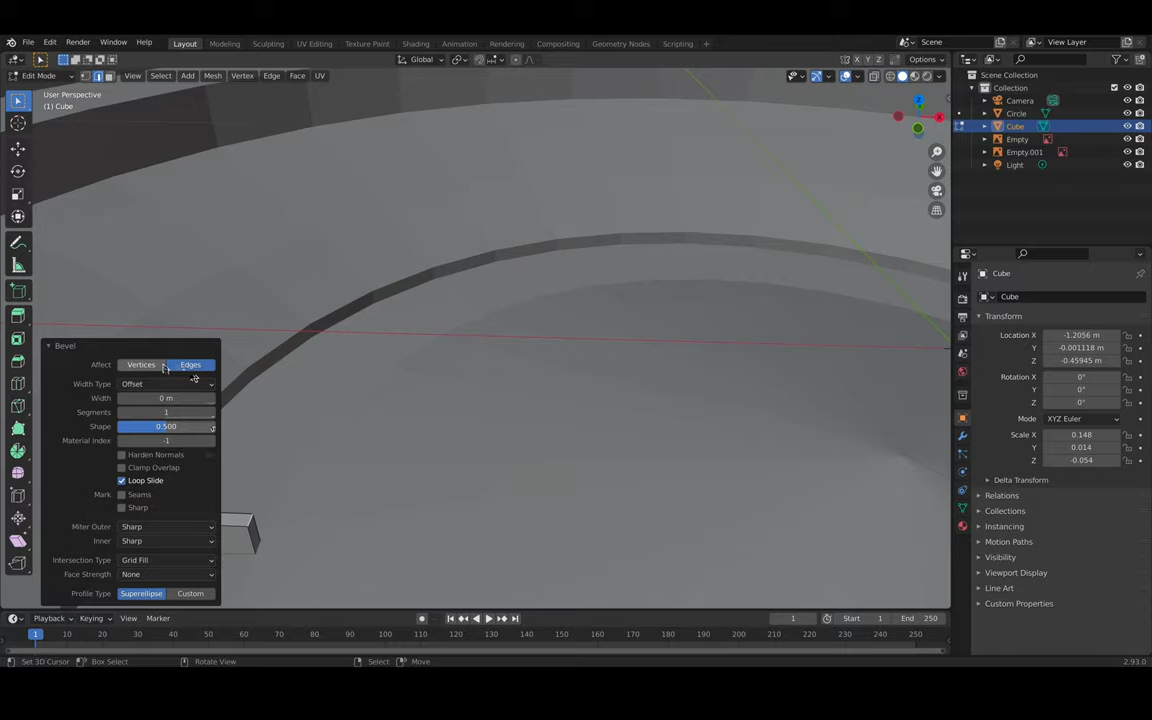 File Edit Render Window Help Layout Modeling Sculpting UV Editing Texture Paint Shading Animation Rendering Compositing Geometry Nodes Scripting + Scene View Layer
Global X Y Z Options
Edit Mode View Select Add Mesh Vertex Edge Face UV
User Perspective
(1) Cube
Z
X
Scene Collection
Collection
Camera
Circle
Cube
Empty
Empty.001
Light
Bevel
Affect Vertices Edges
Width Type Offset
Width 0 m
Segments 1
Shape 0.500
Material Index -1
Harden Normals
Clamp Overlap
Loop Slide
Mark Seams
Sharp
Miter Outer Sharp
Inner Sharp
Intersection Type Grid Fill
Face Strength None
Profile Type Superellipse Custom
Cube
Cube
Transform
Location X -1.2056 m
Y -0.001118 m
Z -0.45945 m
Rotation X 0°
Y 0°
Z 0°
Mode XYZ Euler
Scale X 0.148
Y 0.014
Z -0.054
Delta Transform
Relations
Collections
Instancing
Motion Paths
Visibility
Viewport Display
Line Art
Custom Properties
Playback Keying View Marker 1 Start 1 End 250
1 10 20 30 40 50 60 70 80 90 100 110 120 130 140 150 160 170 180 190 200 210 220 230 240 250
Set 3D Cursor Box Select Rotate View Select Move 2.93.0